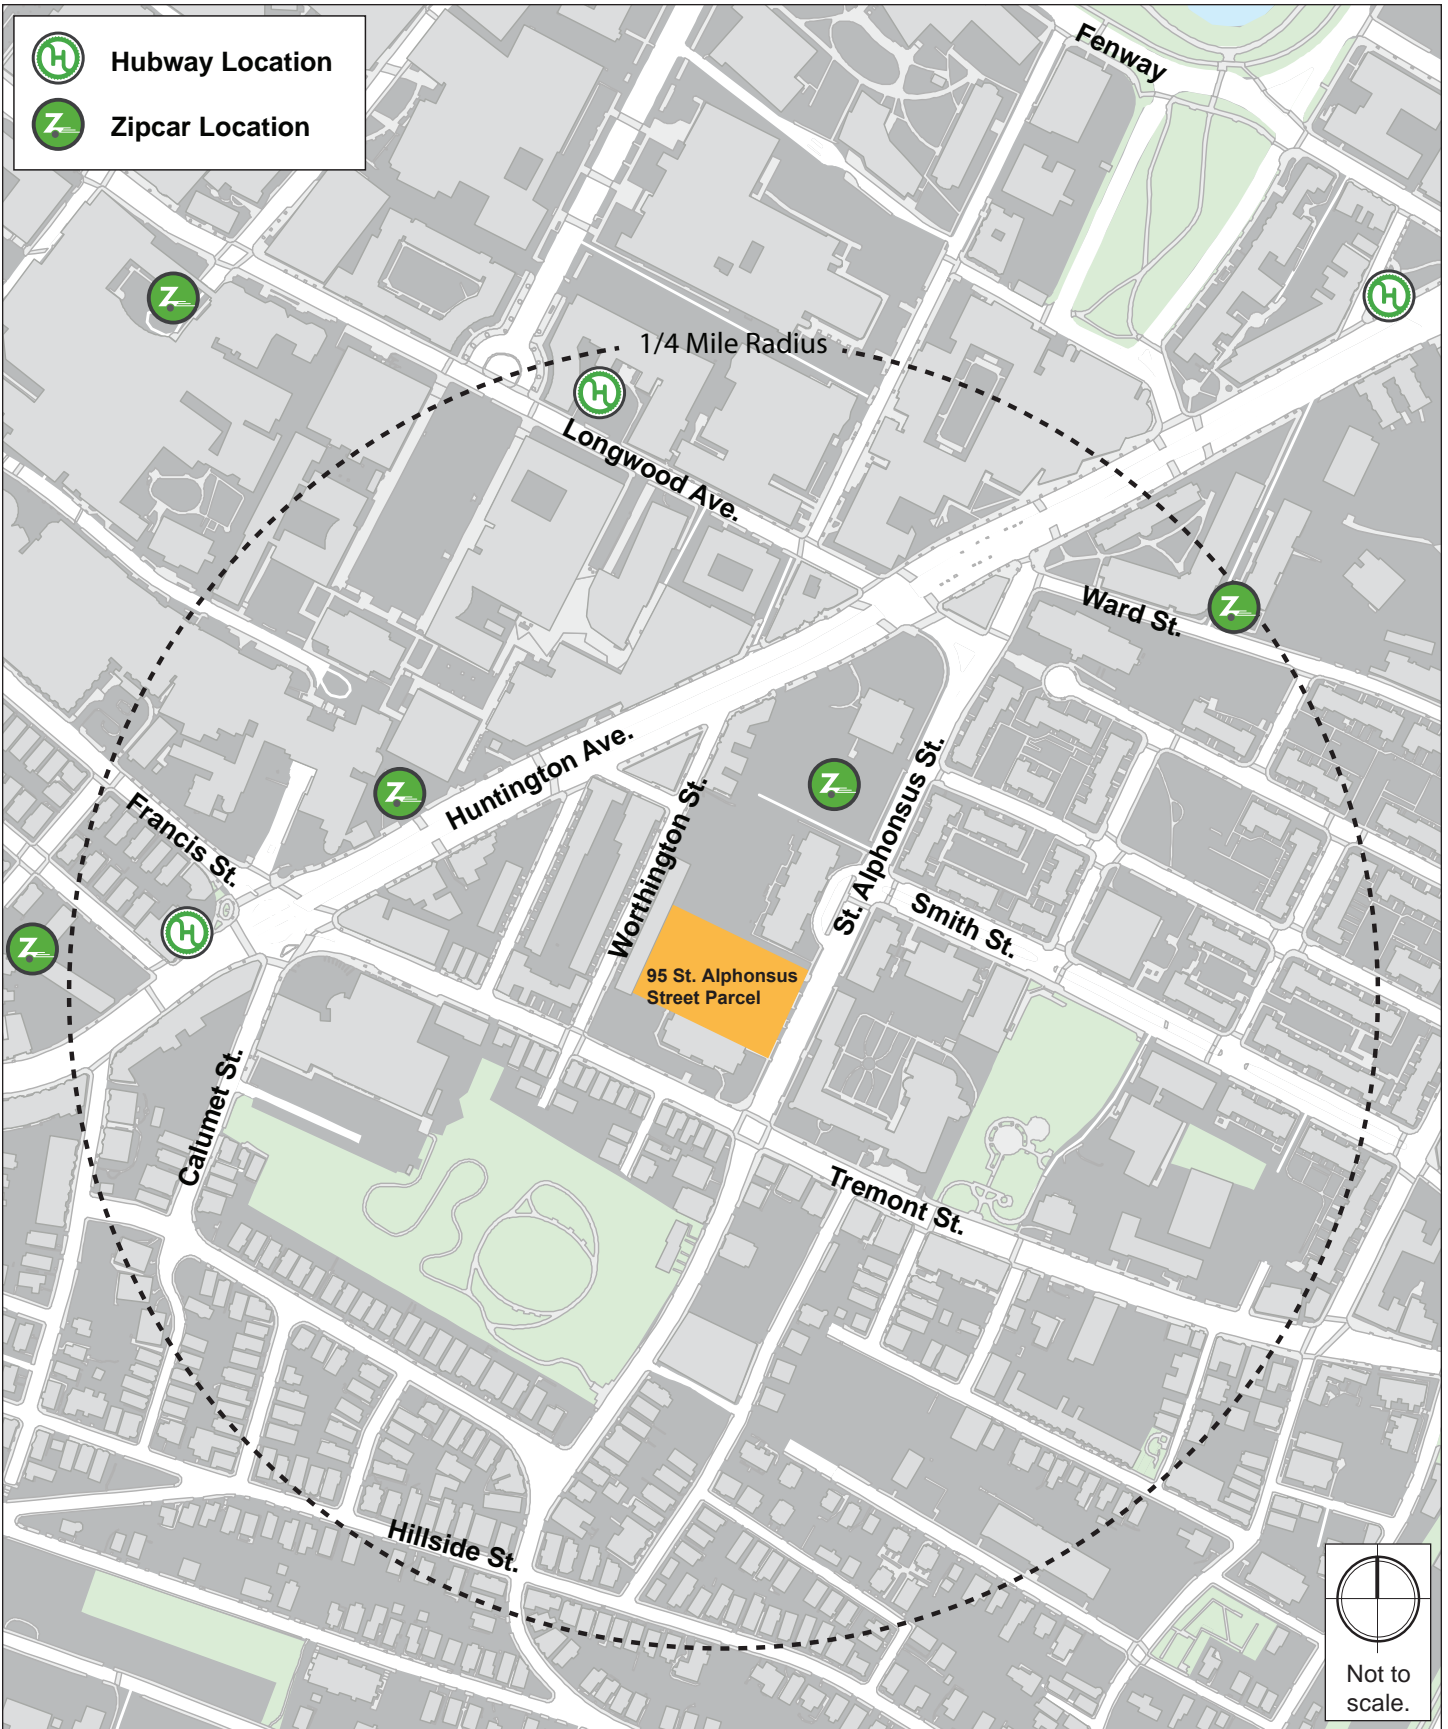 Hubway Location
Zipcar Location
Fenway
1/4 Mile Radius
Longwood Ave.
Ward St.
Huntington Ave.
Worthington St.
St. Alphonsus St.
Francis St.
Smith St.
95 St. Alphonsus
Street Parcel
Calumet St.
Tremont St.
Hillside St.
Not to
scale.